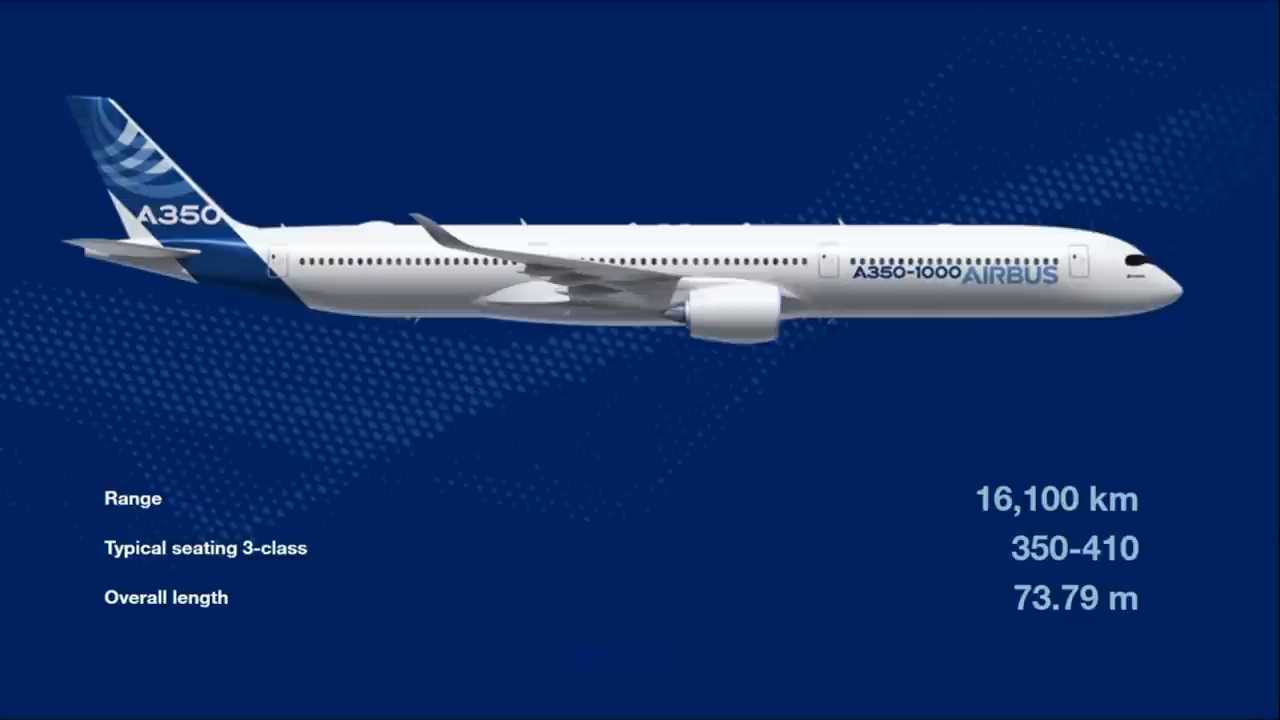 A350
A350-1000 AIRBUS
Range 16,100 km
Typical seating 3-class 350-410
Overall length 73.79 m